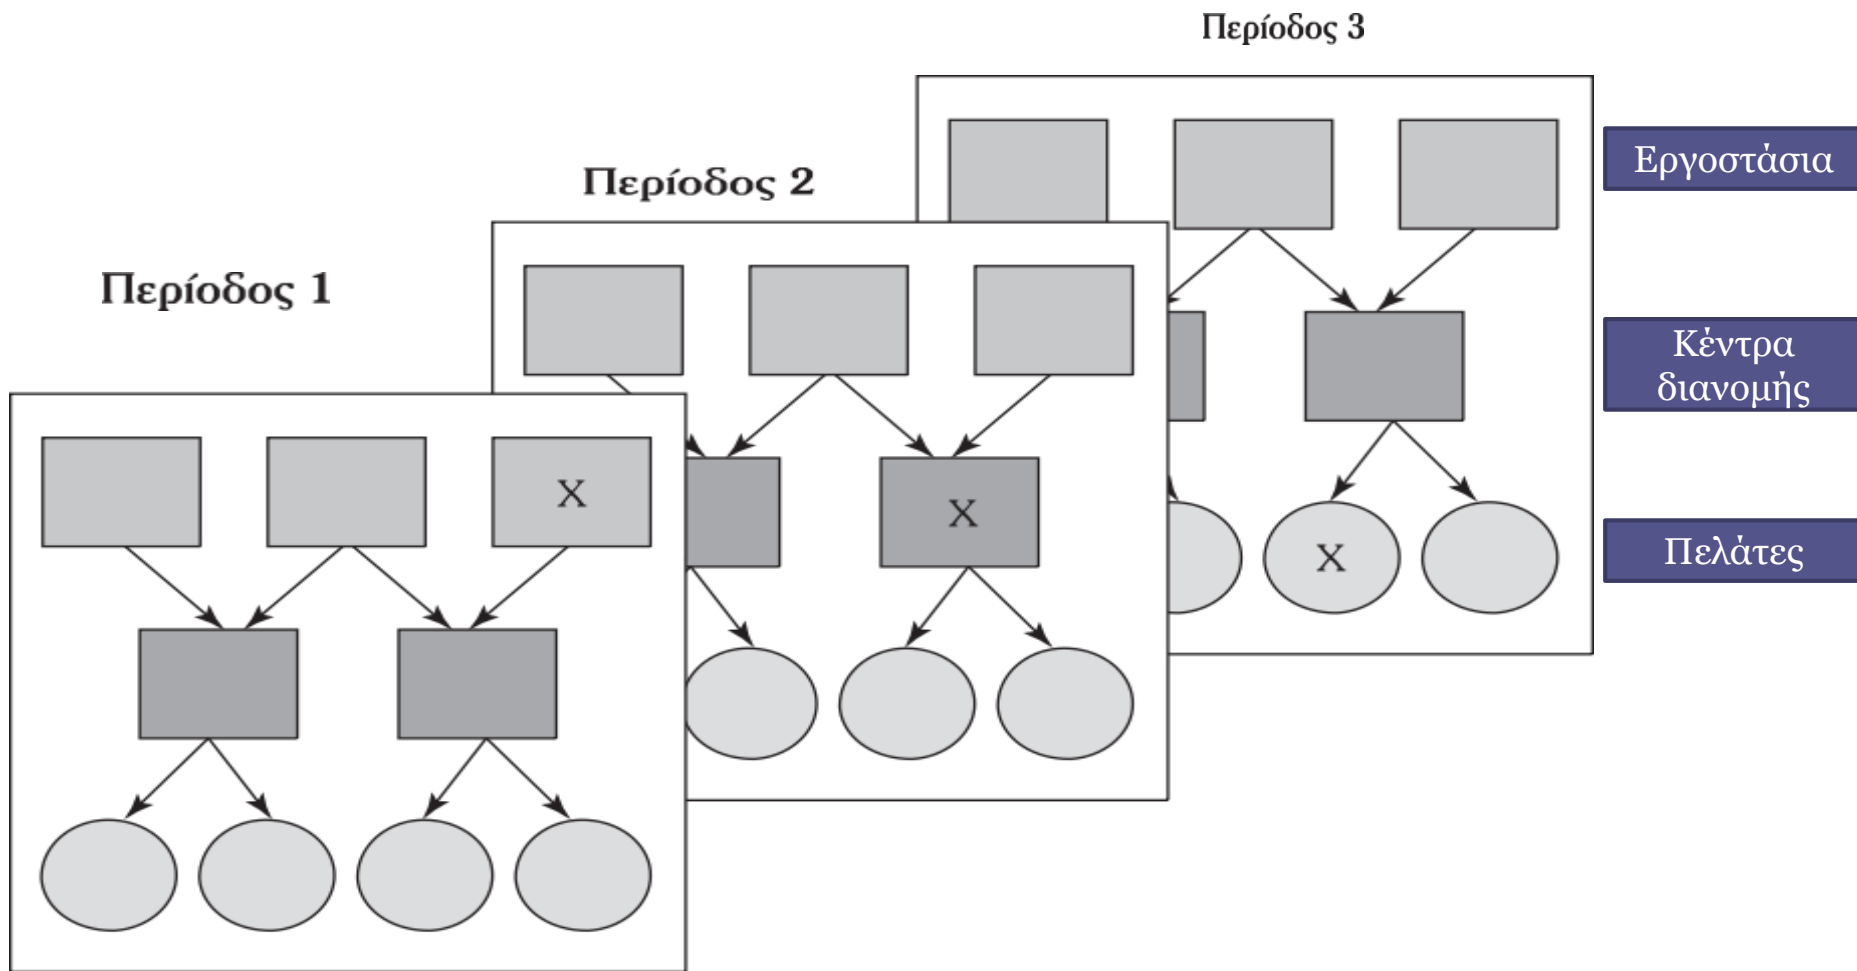 Περίοδος 3
Εργοστάσια
Περίοδος 2
Περίοδος 1
Κέντρα
διανομής
X
X
X
Πελάτες